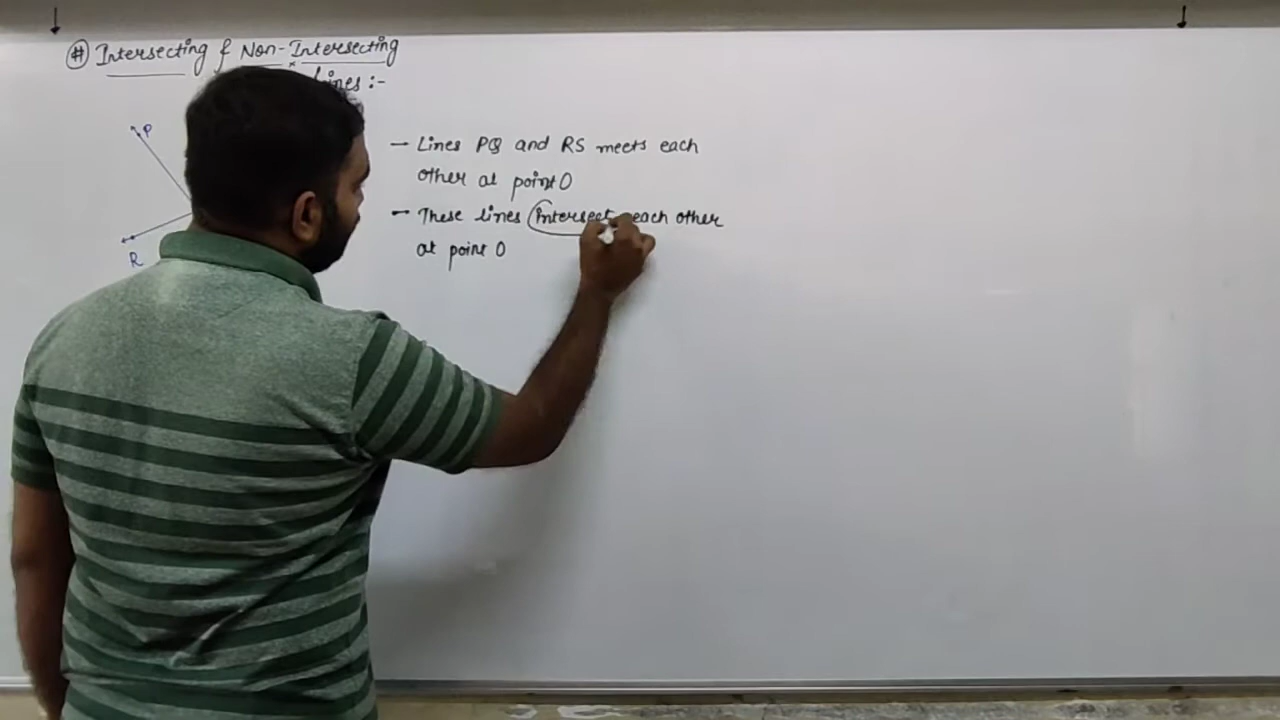 # Intersecting & Non-Intersecting
Lines :-
P
R
— Lines PQ and RS meets each
other at point O
— These lines Intersect each other
at point O